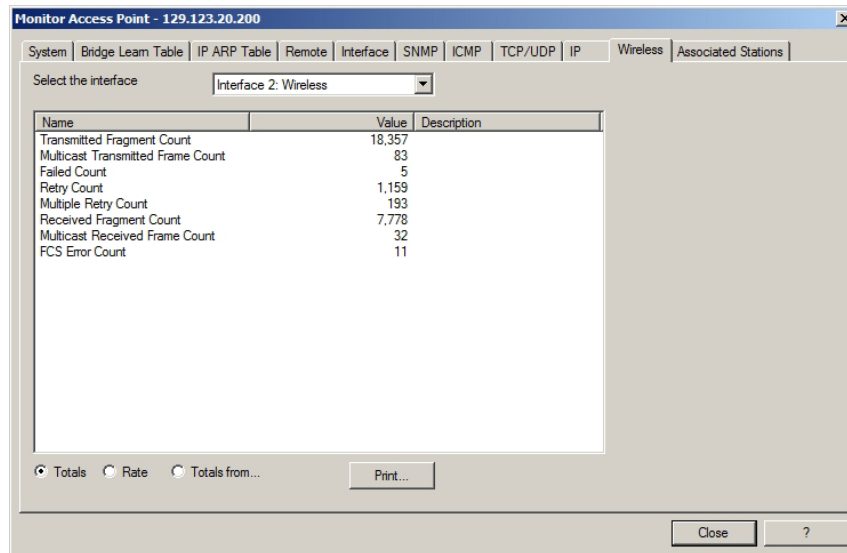 Monitor Access Point - 129.123.20.200
System Bridge Learn Table IP ARP Table Remote Interface SNMP ICMP TCP/UDP IP Wireless Associated Stations
Select the interface Interface 2: Wireless
Name Value Description
Transmitted Fragment Count 18,357
Multicast Transmitted Frame Count 83
Failed Count 5
Retry Count 1,159
Multiple Retry Count 193
Received Fragment Count 7,778
Multicast Received Frame Count 32
FCS Error Count 11
Totals Rate Totals from... Print...
Close ?